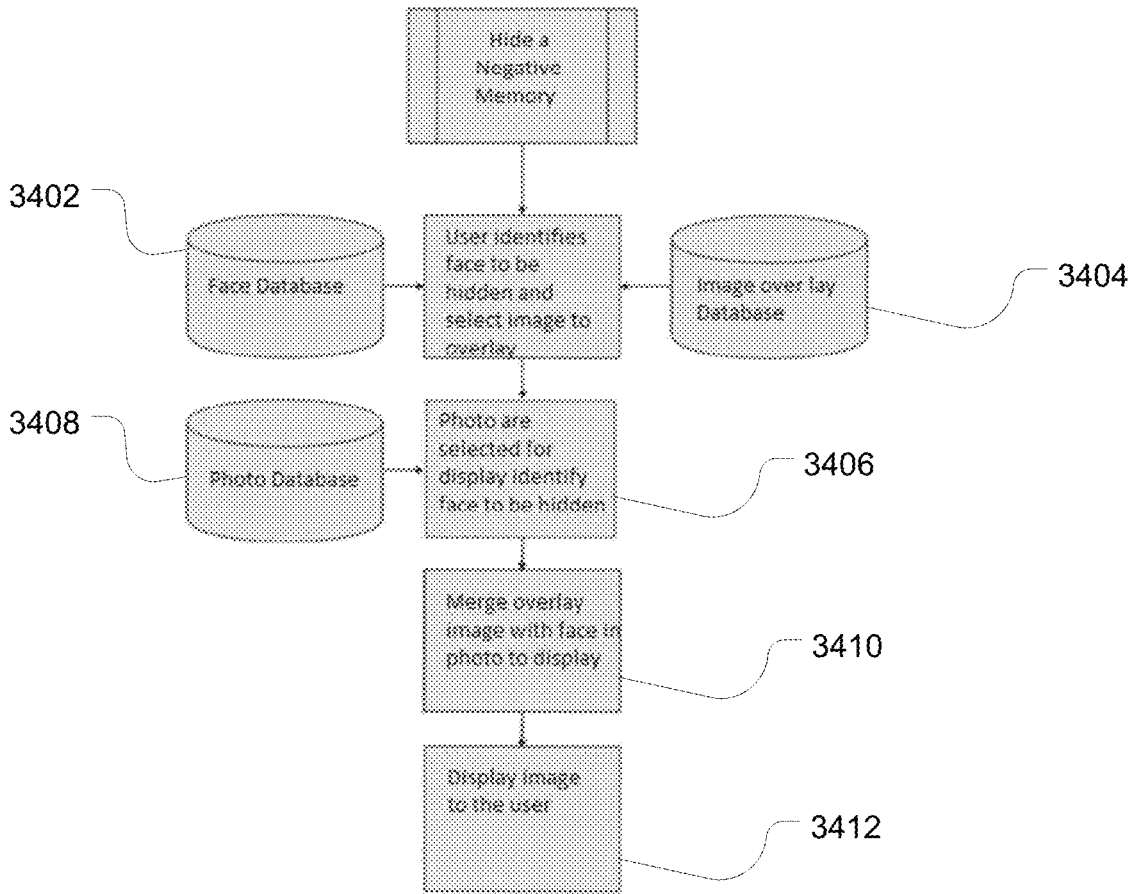 Hide a
Negative
Memory
3402
Face Database
User identifies
face to be
hidden and
select image to
overlay
Image over lay
Database
3404
3408
Photo Database
Photo are
selected for
display identify
face to be hidden
3406
Merge overlay
image with face in
photo to display
3410
Display image
to the user
3412